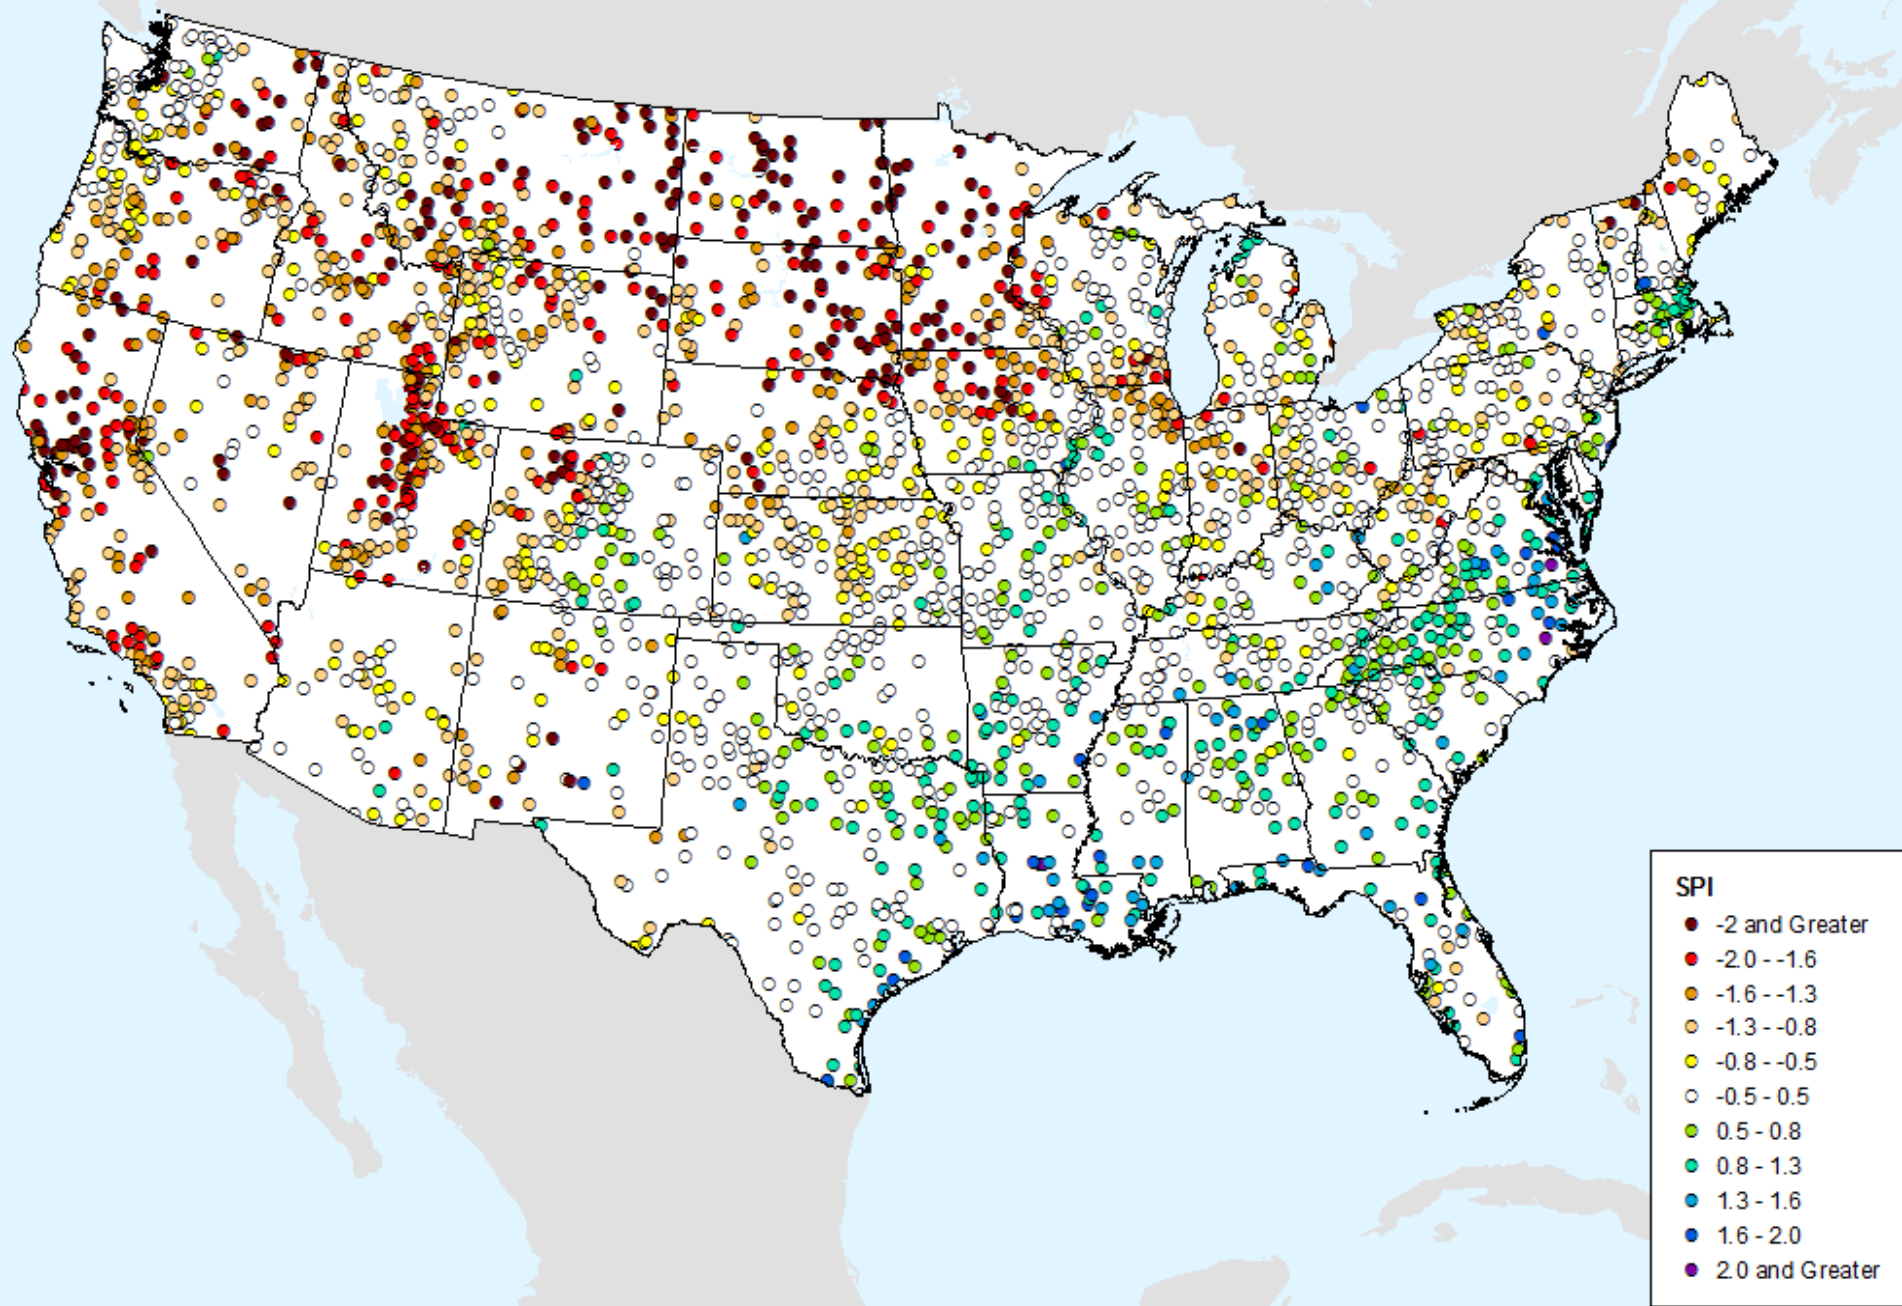 SPI
-2 and Greater
-2.0 - -1.6
-1.6 - -1.3
-1.3 - -0.8
-0.8 - -0.5
-0.5 - 0.5
0.5 - 0.8
0.8 - 1.3
1.3 - 1.6
1.6 - 2.0
2.0 and Greater